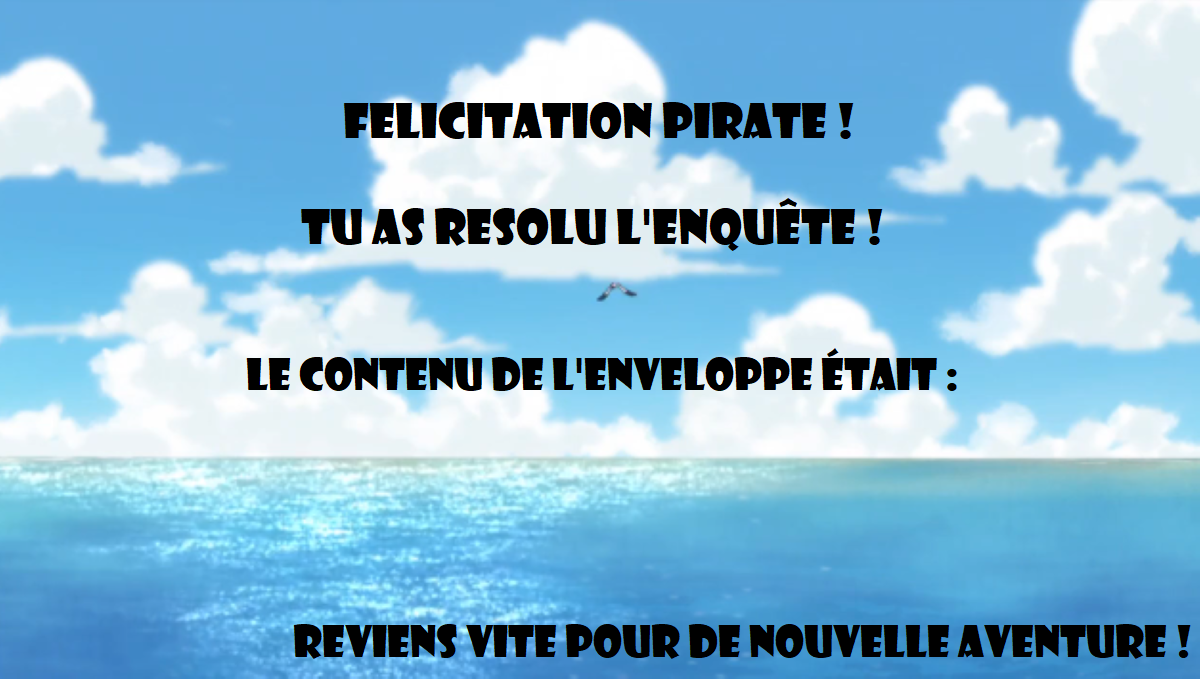 FELICITATION PIRATE !
TU AS RESOLU L'ENQUÊTE !
LE CONTENU DE L'ENVELOPPE ÉTAIT :
REVIENS VITE POUR DE NOUVELLE AVENTURE !